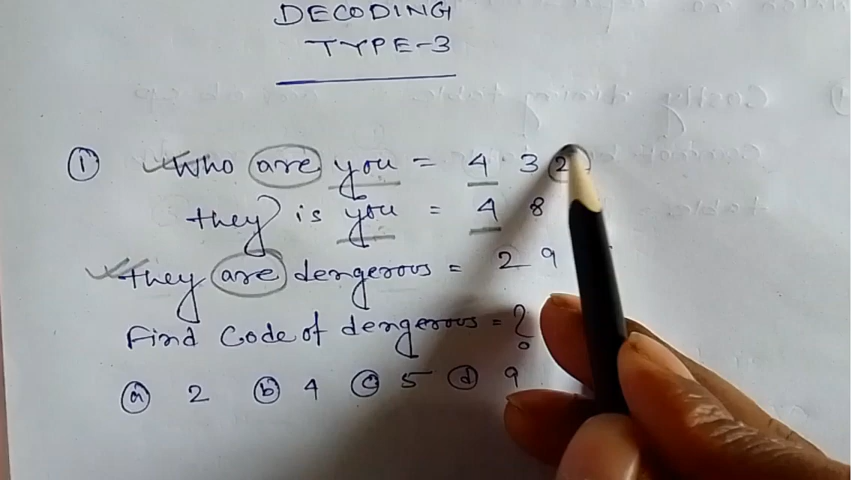 DECODING
TYPE-3
① Who are you = 4 3 2
they is you = 4 8
they are dengerous = 2 9
Find Code of dengerous = ?
ⓐ 2 ⓑ 4 ⓒ 5 ⓓ 9